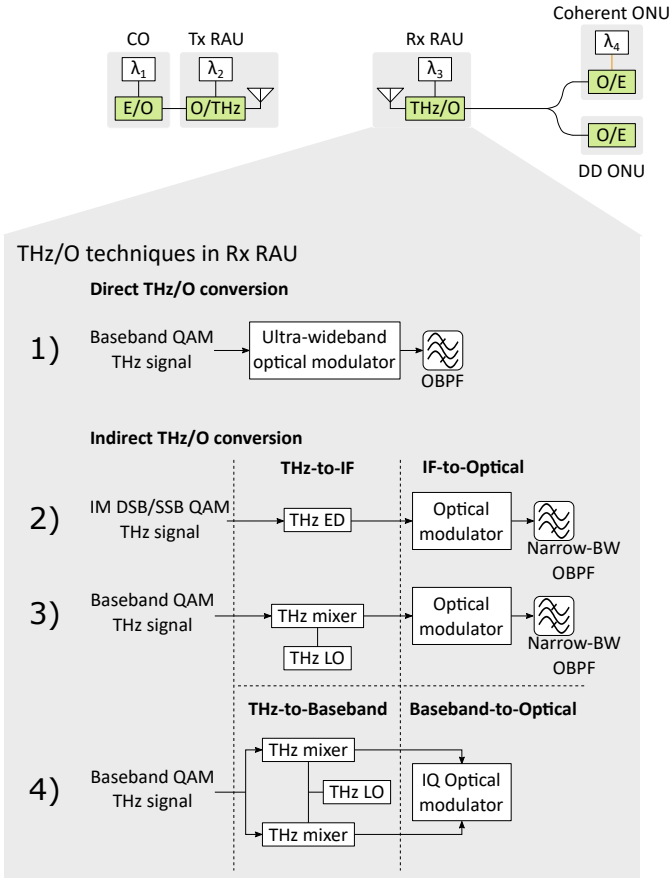 Coherent ONU
CO
Tx RAU
Rx RAU
λ1
λ2
λ3
λ4
E/O
O/THz
THz/O
O/E
O/E
DD ONU
THz/O techniques in Rx RAU
Direct THz/O conversion
1)
Baseband QAM
THz signal
Ultra-wideband
optical modulator
OBPF
Indirect THz/O conversion
THz-to-IF
IF-to-Optical
2)
IM DSB/SSB QAM
THz signal
THz ED
Optical
modulator
Narrow-BW
OBPF
3)
Baseband QAM
THz signal
THz mixer
THz LO
Optical
modulator
Narrow-BW
OBPF
THz-to-Baseband
Baseband-to-Optical
4)
Baseband QAM
THz signal
THz mixer
THz LO
THz mixer
IQ Optical
modulator